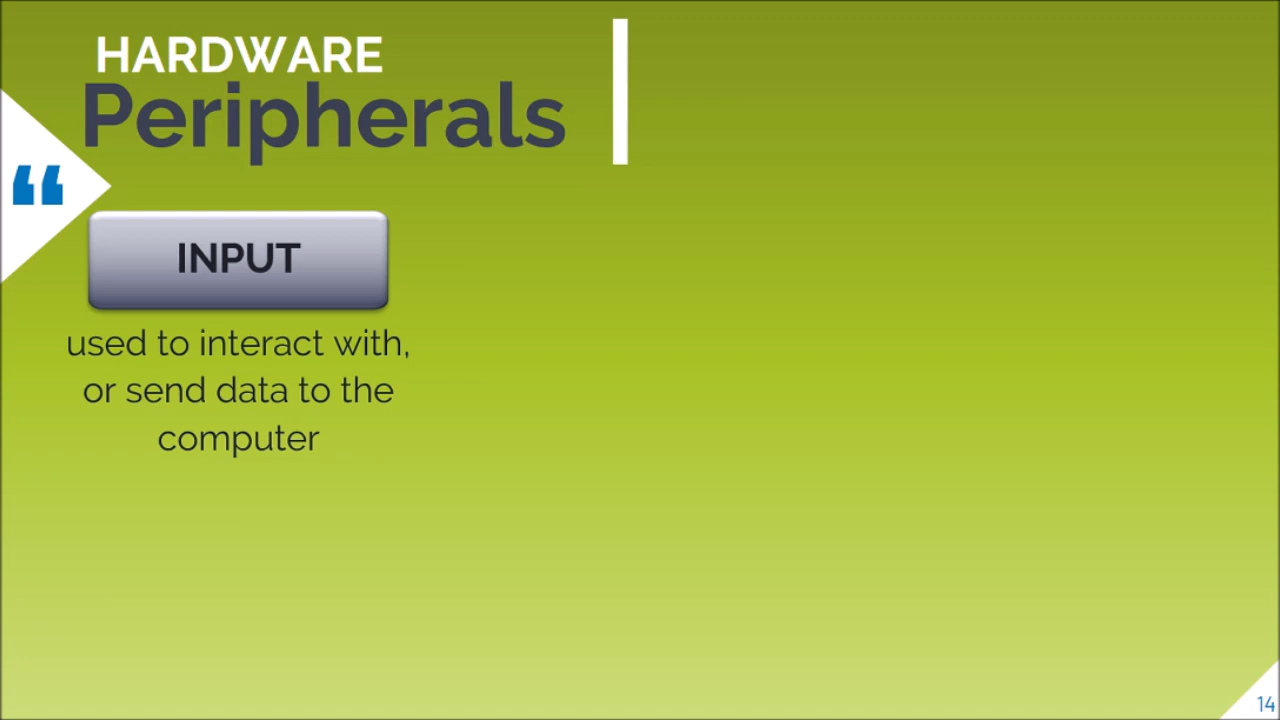 HARDWARE
Peripherals
“
INPUT
used to interact with,
or send data to the
computer
14